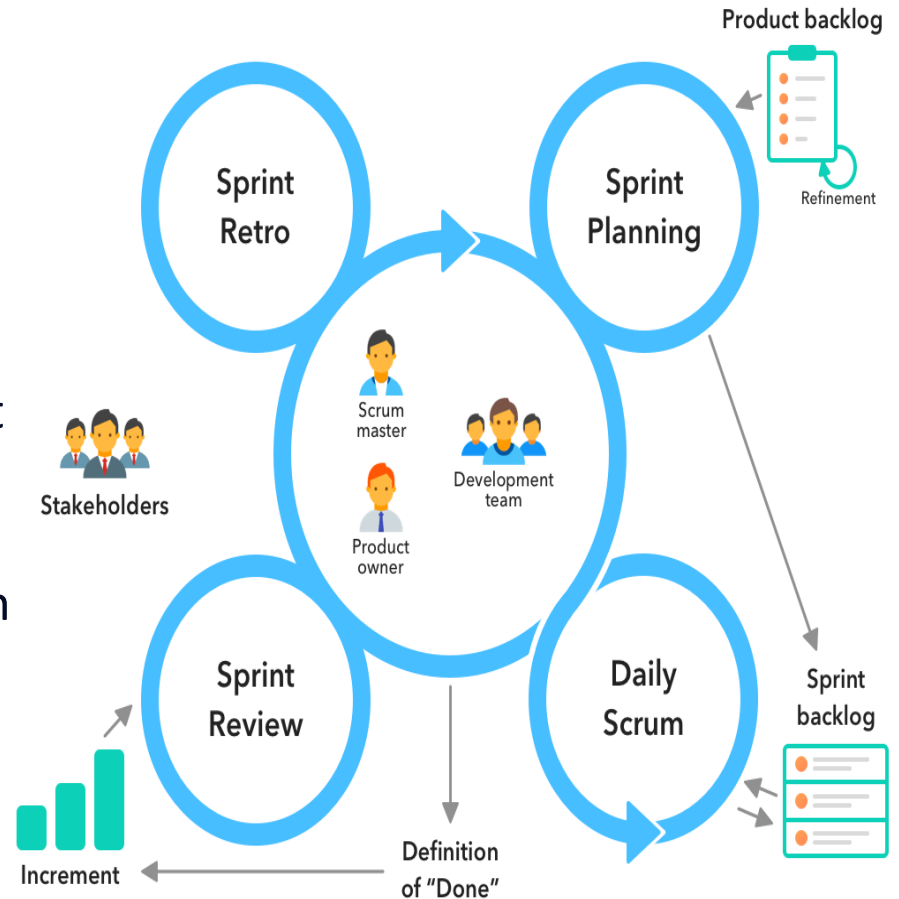 Product backlog
Sprint
Retro
Sprint
Planning
Refinement
Scrum
master
Development
team
Product
owner
t
Stakeholders
n
Sprint
Review
Daily
Scrum
Sprint
backlog
Increment
Definition
of “Done”